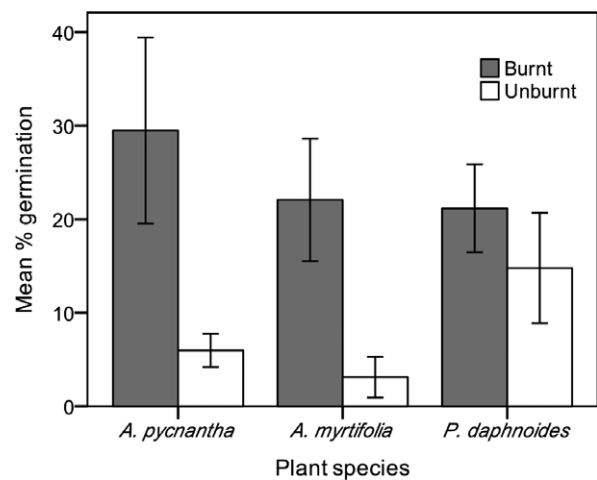 Mean % germination
40
30
20
10
0
Burnt
Unburnt
A. pycnantha
A. myrtifolia
P. daphnoides
Plant species